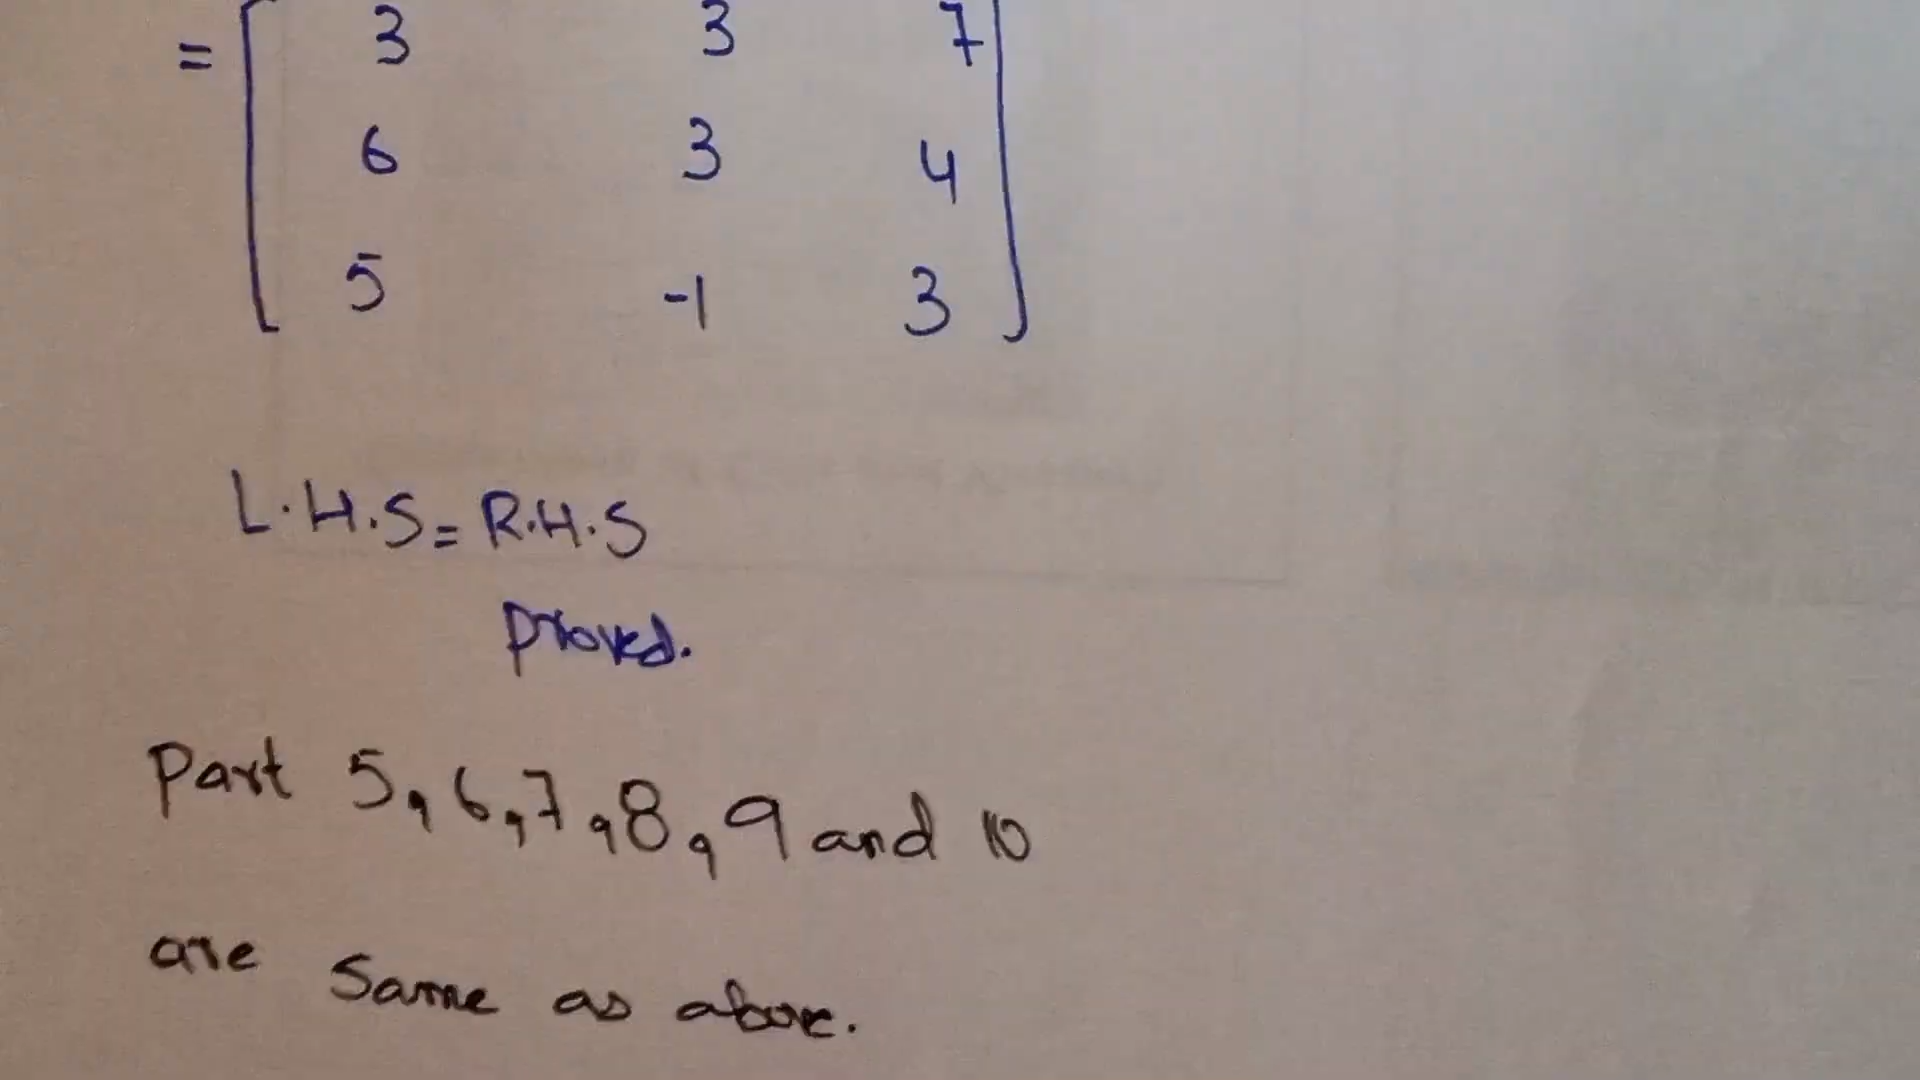 = [ 3 3 7
6 3 4
5 -1 3 ]
L.H.S = R.H.S
Proved.
Part 5, 6, 7, 8, 9 and 10
are Same as above.